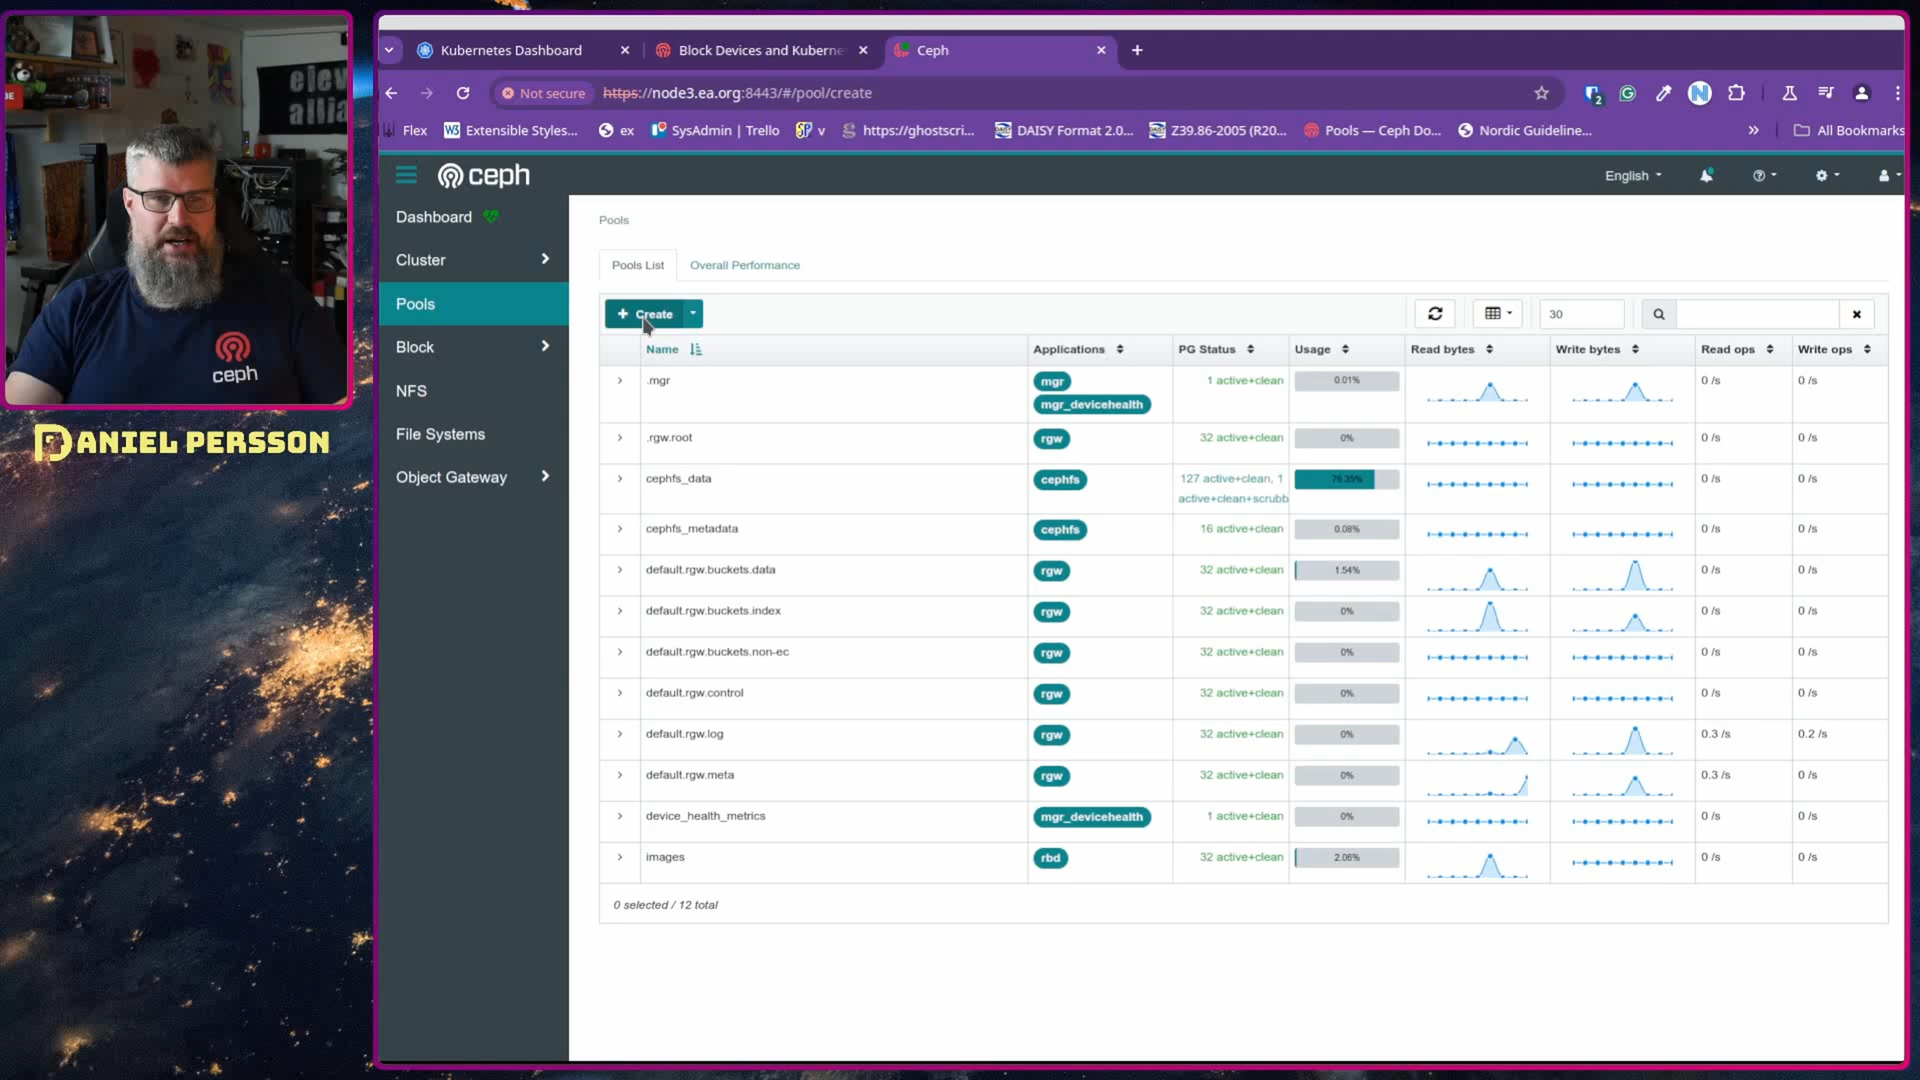 elev
allia
BE
ceph
DANIEL PERSSON
Kubernetes Dashboard
Block Devices and Kuberne
Ceph
Not secure
https://node3.ea.org:8443/#/pool/create
2
N
Flex
W3 Extensible Styles...
ex
SysAdmin | Trello
v
https://ghostscri...
DAISY Format 2.0...
Z39.86-2005 (R20...
Pools — Ceph Do...
Nordic Guideline...
»
All Bookmarks
ceph
English
Dashboard
Cluster
Pools
Block
NFS
File Systems
Object Gateway
Pools
Pools List
Overall Performance
+ Create
30
Name Applications PG Status Usage Read bytes Write bytes Read ops Write ops
.mgr mgr 1 active+clean 0.01% 0 /s 0 /s
mgr_devicehealth
.rgw.root rgw 32 active+clean 0% 0 /s 0 /s
cephfs_data cephfs 127 active+clean, 1 76.35% 0 /s 0 /s
active+clean+scrubb
cephfs_metadata cephfs 16 active+clean 0.08% 0 /s 0 /s
default.rgw.buckets.data rgw 32 active+clean 1.54% 0 /s 0 /s
default.rgw.buckets.index rgw 32 active+clean 0% 0 /s 0 /s
default.rgw.buckets.non-ec rgw 32 active+clean 0% 0 /s 0 /s
default.rgw.control rgw 32 active+clean 0% 0 /s 0 /s
default.rgw.log rgw 32 active+clean 0% 0.3 /s 0.2 /s
default.rgw.meta rgw 32 active+clean 0% 0.3 /s 0 /s
device_health_metrics mgr_devicehealth 1 active+clean 0% 0 /s 0 /s
images rbd 32 active+clean 2.06% 0 /s 0 /s
0 selected / 12 total